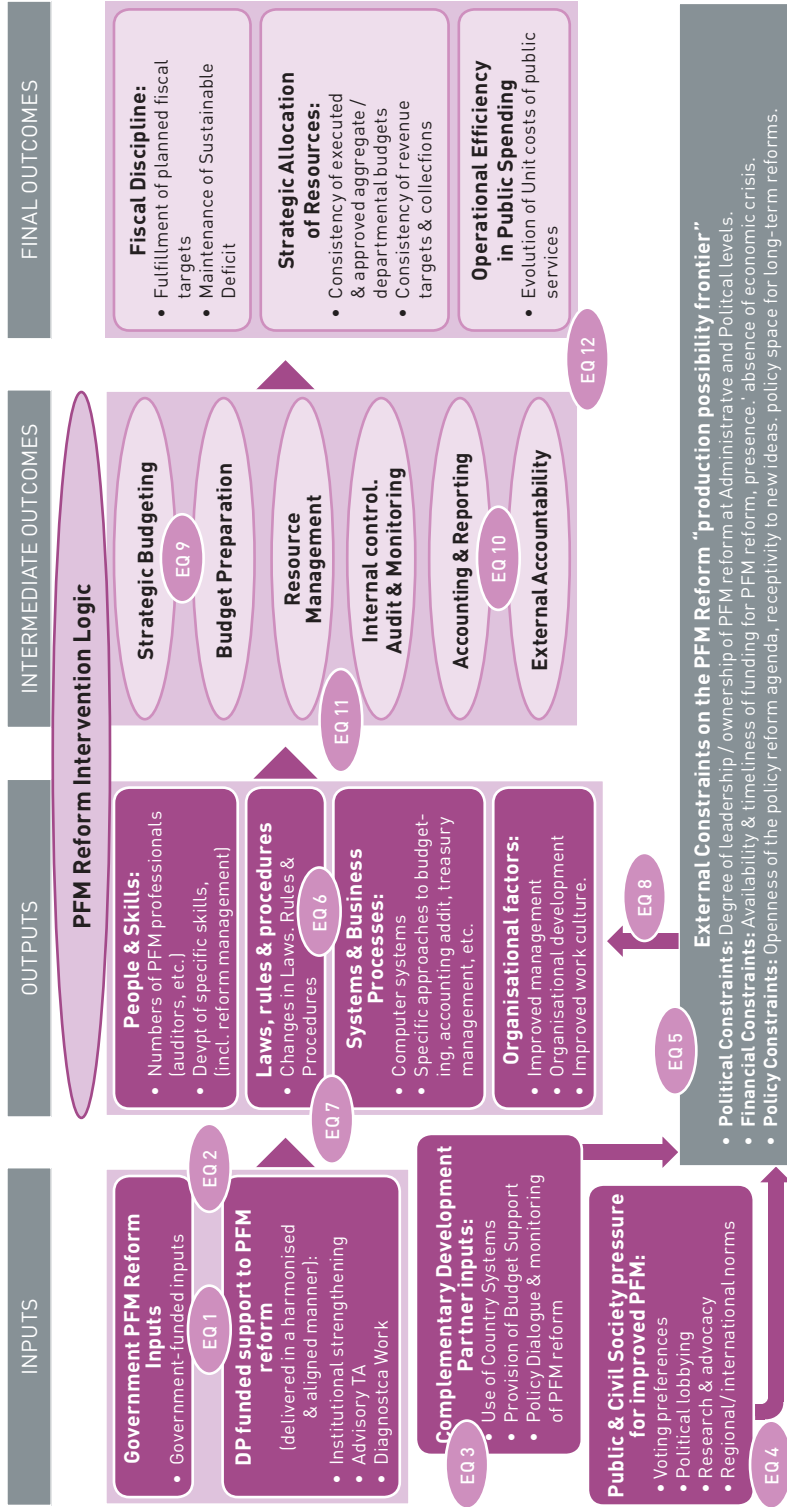 INPUTS
OUTPUTS
INTERMEDIATE OUTCOMES
FINAL OUTCOMES
PFM Reform Intervention Logic
Government PFM Reform
Inputs
• Government-funded inputs
EQ 1
EQ 2
DP funded support to PFM
reform
(delivered in a harmonised
& aligned manner):
• Institutional strengthening
• Advisory TA
• Diagnostca Work
Complementary Development
Partner inputs:
• Use of Country Systems
• Provision of Budget Support
• Policy Dialogue & monitoring
of PFM reform
EQ 3
Public & Civil Society pressure
for improved PFM:
• Voting preferences
• Political lobbying
• Research & advocacy
• Regional/ international norms
EQ 4
People & Skills:
• Numbers of PFM professionals
(auditors, etc.)
• Devpt of specific skills,
(incl. reform management)
Laws, rules & procedures
• Changes in Laws. Rules &
Procedures
EQ 6
EQ 7
Systems & Business
Processes:
• Computer systems
• Specific approaches to budget-
ing, accounting addit, treasury
management, etc.
Organisational factors:
• Improved management
• Organisational development
• Improved work culture.
EQ 8
EQ 5
Strategic Budgeting
EQ 9
Budget Preparation
Resource
Management
EQ 11
Internal control.
Audit & Monitoring
Accounting & Reporting
EQ 10
External Accountability
EQ 12
Fiscal Discipline:
• Fulfillment of planned fiscal
targets
• Maintenance of Sustainable
Deficit
Strategic Allocation
of Resources:
• Consistency of executed
& approved aggregate /
departmental budgets
• Consistency of revenue
targets & collecfions
Operational Efficiency
in Public Spending
• Evolution of Unit costs of public
services
External Constraints on the PFM Reform “production possibility frontier”
• Political Constraints: Degree of leadership / ownership of PFM reform at Administratve and Politcal levels.
• Financial Constraints: Availability & timeliness of funding for PFM reform, presence.’ absence of economic crisis.
• Policy Constraints: Openness of the policy reform agenda, receptivity to new ideas. policy space for long-term reforms.